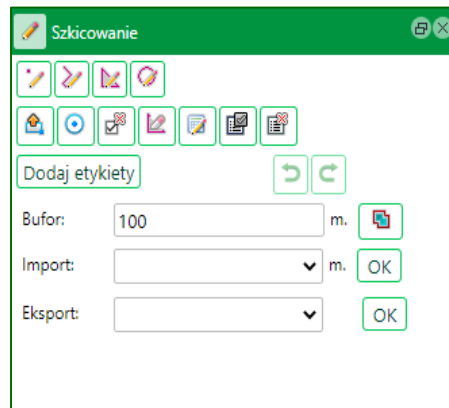 Szkicowanie
Dodaj etykiety
Bufor: 100 m.
Import: m. OK
Eksport: OK